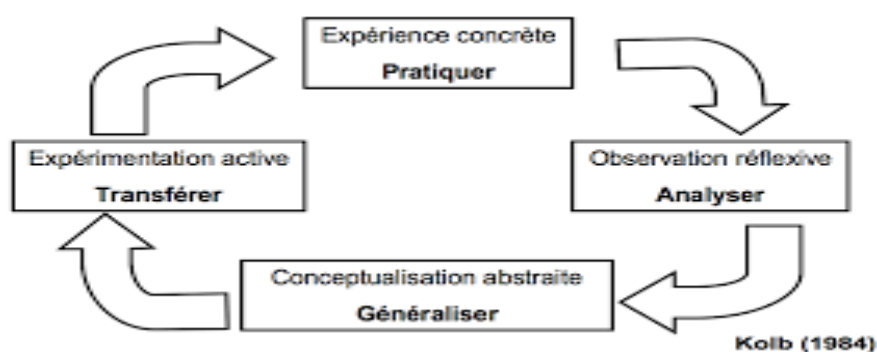 Expérience concrète
Pratiquer
Expérimentation active
Transférer
Observation réflexive
Analyser
Conceptualisation abstraite
Généraliser
Kolb (1984)